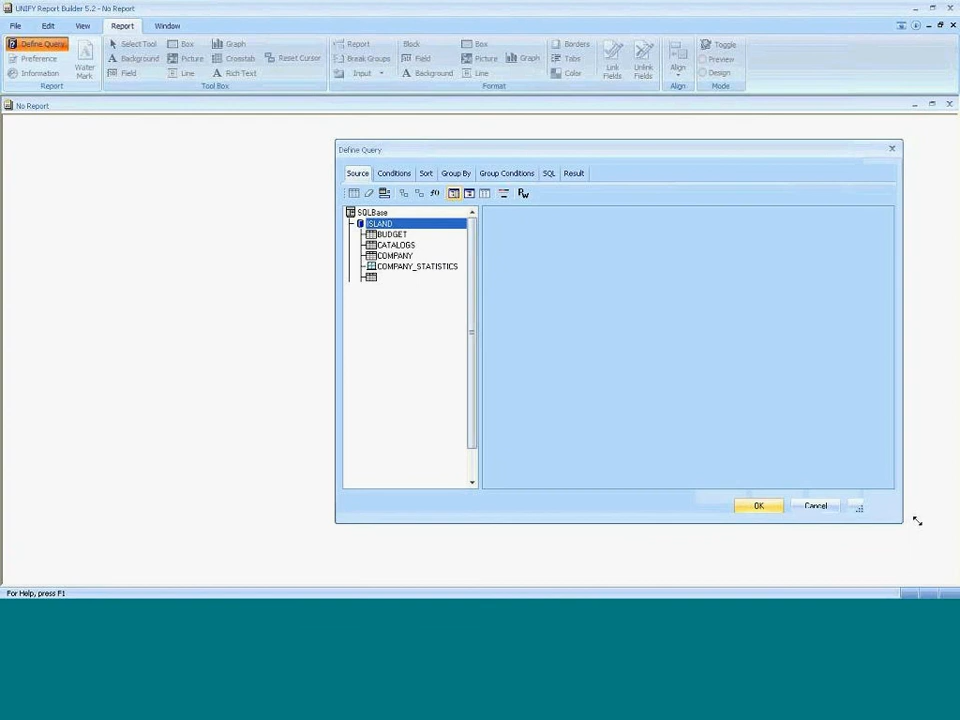 UNIFY Report Builder 5.2 - No Report
File Edit View Report Window
Define Query
Preference
Information
Water Mark
Report
Select Tool Box Graph
Background Picture Crosstab Reset Cursor
Field Line Rich Text
Tool Box
Report Block Box Borders
Break Groups Field Picture Graph Tabs
Input Background Line Color
Link Fields
Unlink Fields
Format
Align
Align
Toggle
Preview
Design
Mode
No Report
Define Query
Source Conditions Sort Group By Group Conditions SQL Result
f()
SQLBase
ISLAND
BUDGET
CATALOGS
COMPANY
COMPANY_STATISTICS
OK Cancel
For Help, press F1